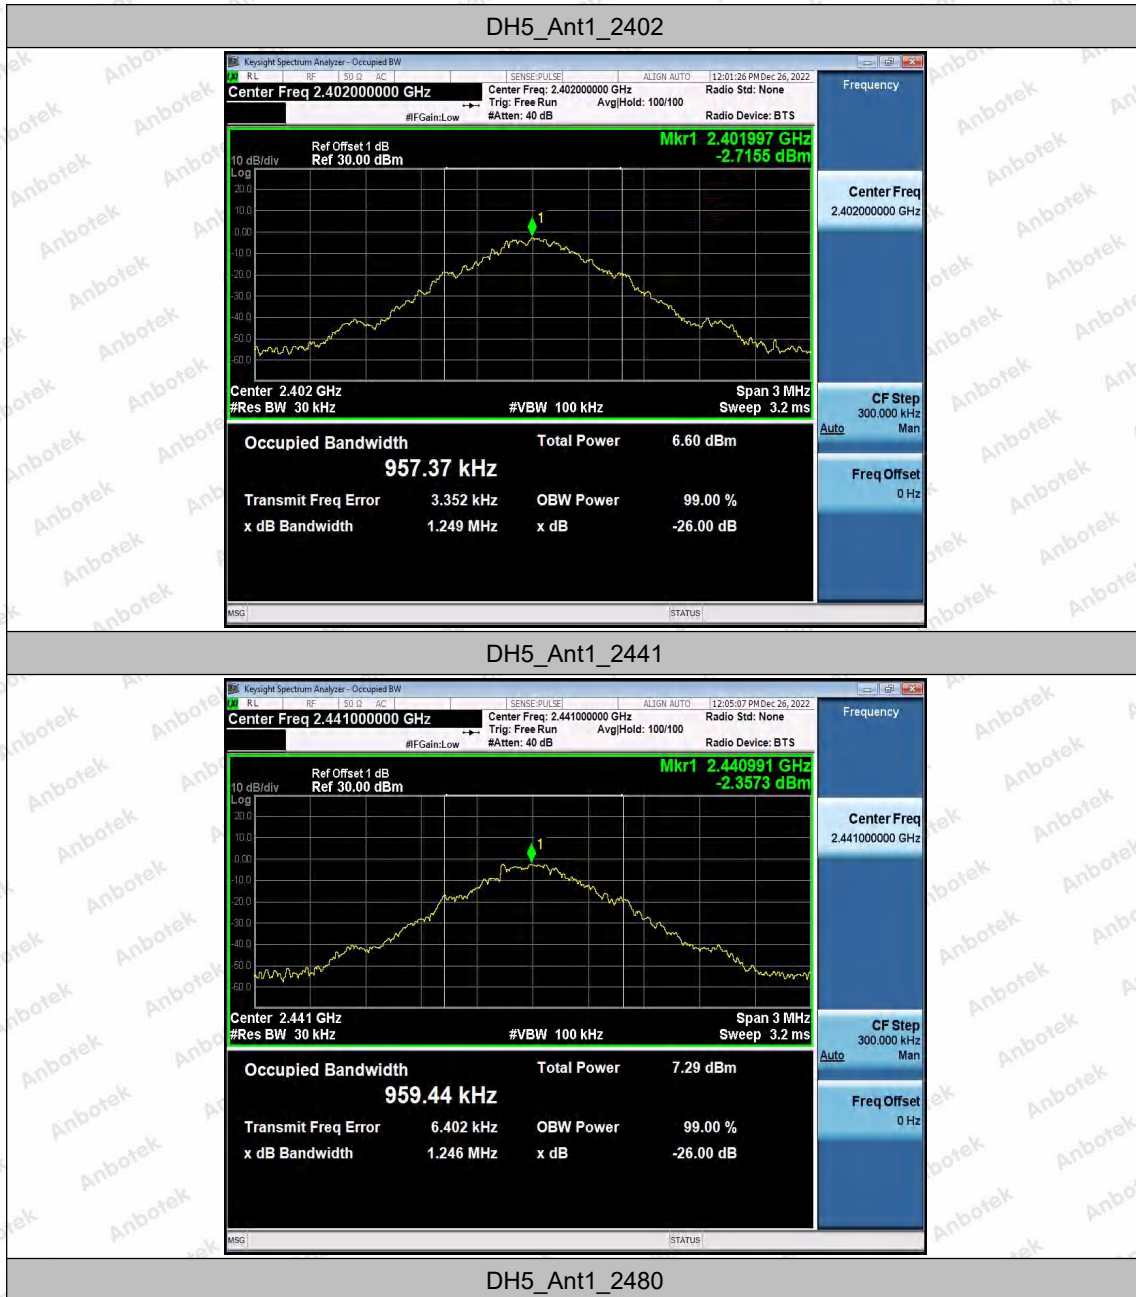 DH5_Ant1_2402
Keysight Spectrum Analyzer - Occupied BW
LXI RL RF 50 Ω AC SENSE:PULSE ALIGN AUTO 12:01:26 PM Dec 26, 2022
Center Freq 2.402000000 GHz
Center Freq: 2.402000000 GHz
Radio Std: None
Trig: Free Run Avg|Hold: 100/100
#IFGain:Low #Atten: 40 dB Radio Device: BTS
Frequency
Ref Offset 1 dB
10 dB/div Ref 30.00 dBm
Mkr1 2.401997 GHz
-2.7155 dBm
Log
20.0
10.0
0.00
-10.0
-20.0
-30.0
-40.0
-50.0
-60.0
1
Center 2.402 GHz Span 3 MHz
#Res BW 30 kHz #VBW 100 kHz Sweep 3.2 ms
Center Freq
2.402000000 GHz
CF Step
300.000 kHz
Auto Man
Freq Offset
0 Hz
Occupied Bandwidth Total Power 6.60 dBm
957.37 kHz
Transmit Freq Error 3.352 kHz OBW Power 99.00 %
x dB Bandwidth 1.249 MHz x dB -26.00 dB
MSG STATUS
DH5_Ant1_2441
Keysight Spectrum Analyzer - Occupied BW
LXI RL RF 50 Ω AC SENSE:PULSE ALIGN AUTO 12:05:07 PM Dec 26, 2022
Center Freq 2.441000000 GHz
Center Freq: 2.441000000 GHz
Radio Std: None
Trig: Free Run Avg|Hold: 100/100
#IFGain:Low #Atten: 40 dB Radio Device: BTS
Frequency
Ref Offset 1 dB
10 dB/div Ref 30.00 dBm
Mkr1 2.440991 GHz
-2.3573 dBm
Log
20.0
10.0
0.00
-10.0
-20.0
-30.0
-40.0
-50.0
-60.0
1
Center 2.441 GHz Span 3 MHz
#Res BW 30 kHz #VBW 100 kHz Sweep 3.2 ms
Center Freq
2.441000000 GHz
CF Step
300.000 kHz
Auto Man
Freq Offset
0 Hz
Occupied Bandwidth Total Power 7.29 dBm
959.44 kHz
Transmit Freq Error 6.402 kHz OBW Power 99.00 %
x dB Bandwidth 1.246 MHz x dB -26.00 dB
MSG STATUS
DH5_Ant1_2480
Anbotek